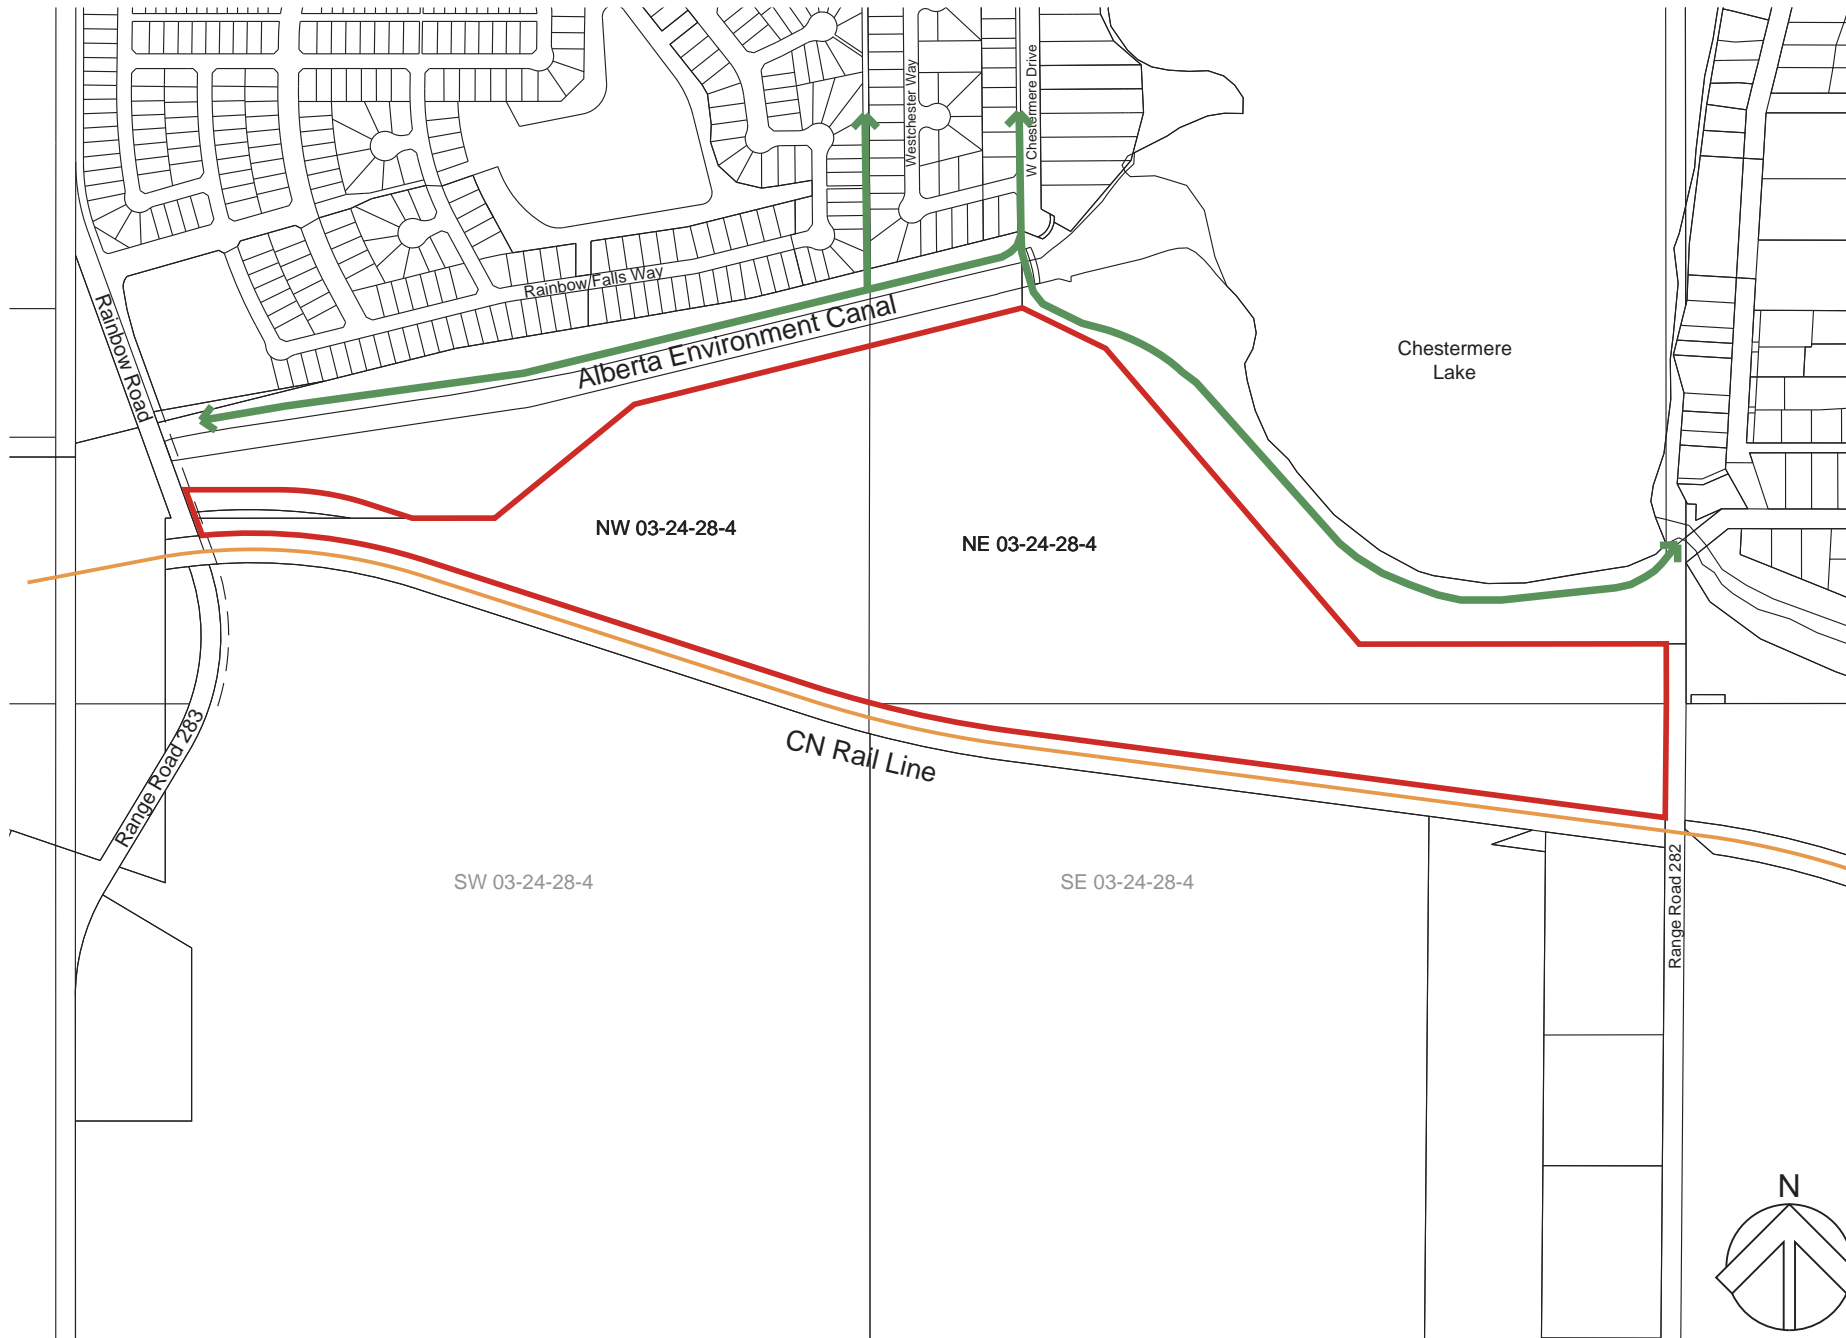 Westchester Way
W Chestermere Drive
Rainbow Falls Way
Rainbow Road
Alberta Environment Canal
Chestermere
Lake
NW 03-24-28-4
NE 03-24-28-4
Range Road 283
CN Rail Line
SW 03-24-28-4
SE 03-24-28-4
Range Road 282
N